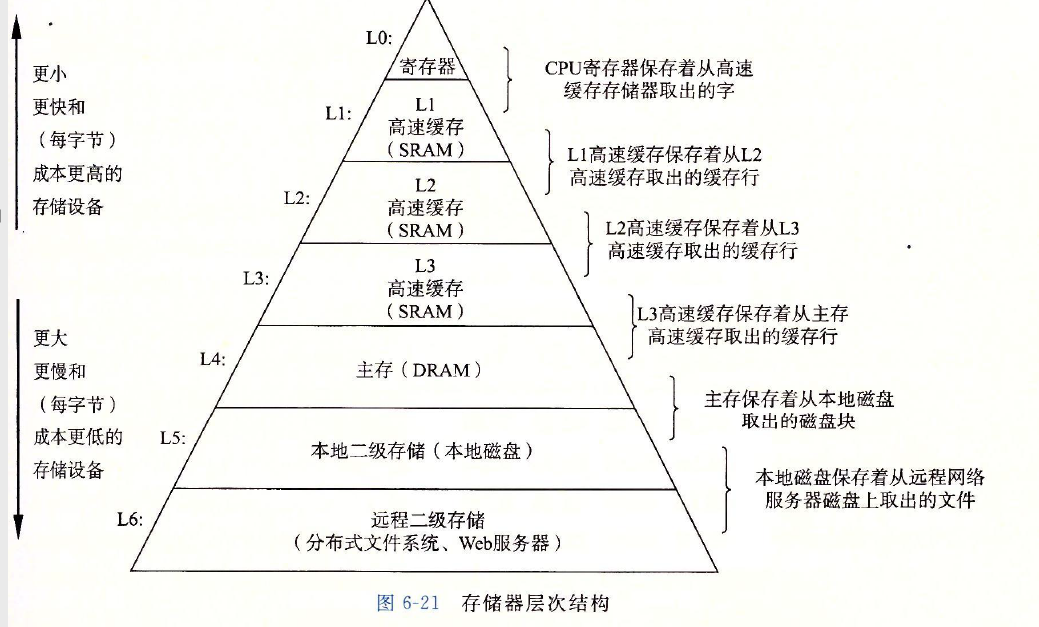 L0:
寄存器
CPU寄存器保存着从高速
缓存存储器取出的字
更小
更快和
（每字节）
成本更高的
存储设备
L1:
L1
高速缓存
（SRAM）
L1高速缓存保存着从L2
高速缓存取出的缓存行
L2:
L2
高速缓存
（SRAM）
L2高速缓存保存着从L3
高速缓存取出的缓存行
L3:
L3
高速缓存
（SRAM）
L3高速缓存保存着从主存
高速缓存取出的缓存行
更大
更慢和
（每字节）
成本更低的
存储设备
L4:
主存（DRAM）
主存保存着从本地磁盘
取出的磁盘块
L5:
本地二级存储（本地磁盘）
本地磁盘保存着从远程网络
服务器磁盘上取出的文件
L6:
远程二级存储
（分布式文件系统、Web服务器）
图 6-21 存储器层次结构